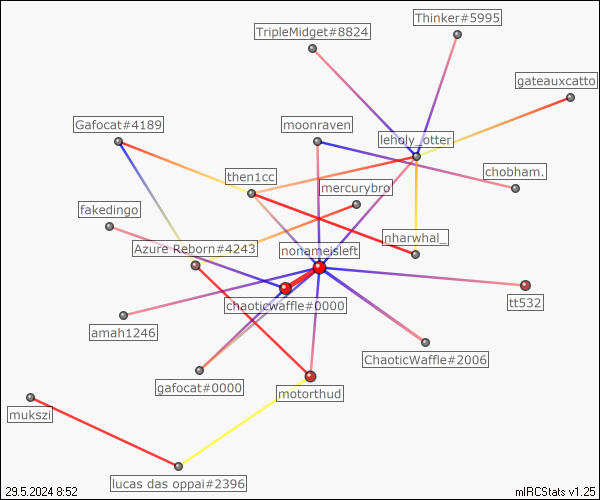 Thinker#5995
TripleMidget#8824
gateauxcatto
Gafocat#4189
moonraven
leholy_otter
chobham.
then1cc
mercurybro
fakedingo
nharwhal_
Azure Reborn#4243
nonameisleft
chaoticwaffle#0000
tt532
amah1246
ChaoticWaffle#2006
gafocat#0000
motorthud
mukszi
lucas das oppai#2396
29.5.2024 8:52
mIRCStats v1.25